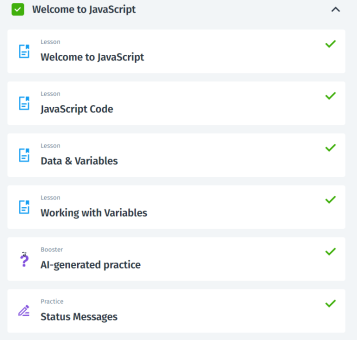 Welcome to JavaScript
Lesson
Welcome to JavaScript
Lesson
JavaScript Code
Lesson
Data & Variables
Lesson
Working with Variables
Booster
AI-generated practice
Practice
Status Messages